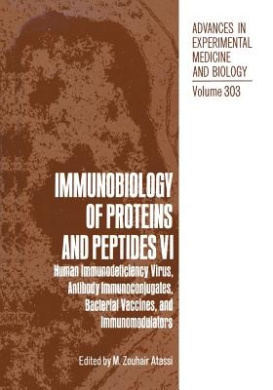 ADVANCES IN
EXPERIMENTAL
MEDICINE
AND BIOLOGY
Volume 303
IMMUNOBIOLOGY
OF PROTEINS
AND PEPTIDES VI
Human Immunodeficiency Virus,
Antibody Immunoconjugates,
Bacterial Vaccines, and
Immunomodulators
Edited by M. Zouhair Atassi